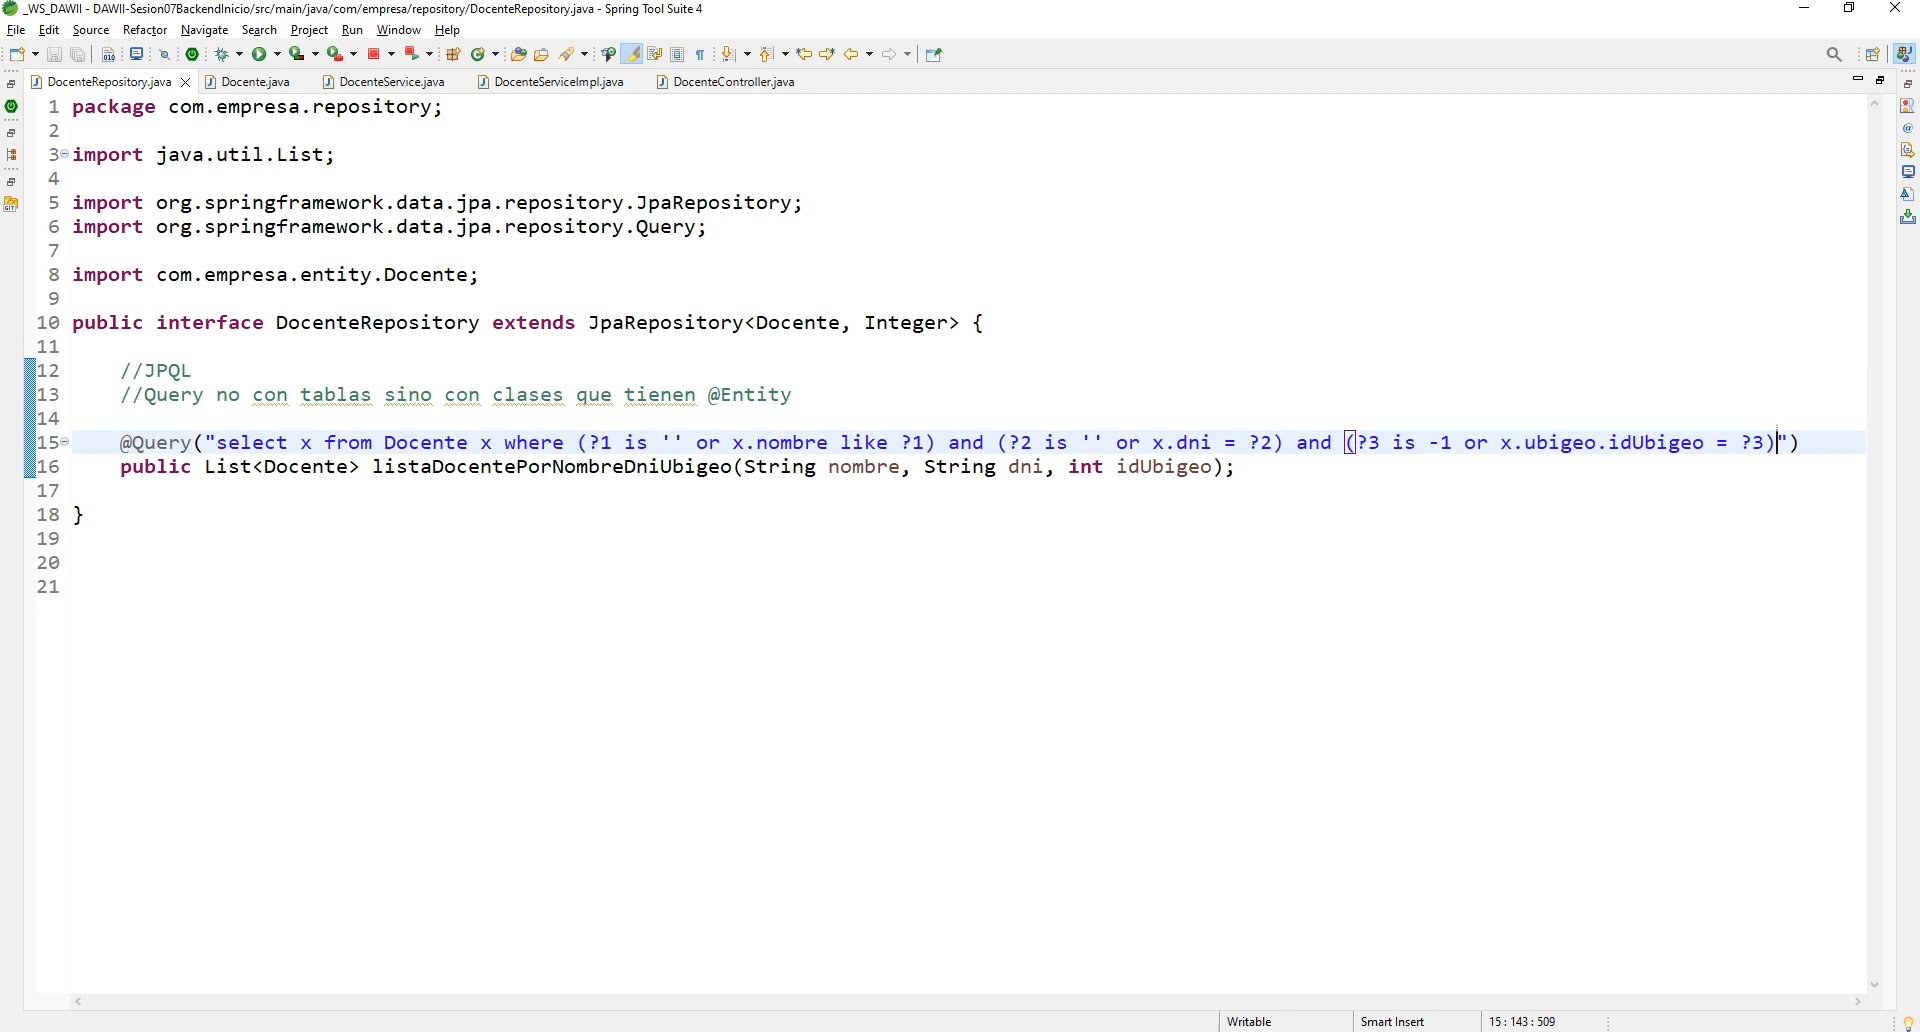 _WS_DAWII - DAWII-Sesion07BackendInicio/src/main/java/com/empresa/repository/DocenteRepository.java - Spring Tool Suite 4
File Edit Source Refactor Navigate Search Project Run Window Help
DocenteRepository.java Docente.java DocenteService.java DocenteServiceImpl.java DocenteController.java
1 package com.empresa.repository;
2
3 import java.util.List;
4
5 import org.springframework.data.jpa.repository.JpaRepository;
6 import org.springframework.data.jpa.repository.Query;
7
8 import com.empresa.entity.Docente;
9
10 public interface DocenteRepository extends JpaRepository<Docente, Integer> {
11
12 //JPQL
13 //Query no con tablas sino con clases que tienen @Entity
14
15 @Query("select x from Docente x where (?1 is '' or x.nombre like ?1) and (?2 is '' or x.dni = ?2) and (?3 is -1 or x.ubigeo.idUbigeo = ?3)")
16 public List<Docente> listaDocentePorNombreDniUbigeo(String nombre, String dni, int idUbigeo);
17
18 }
19
20
21
Writable Smart Insert 15 : 143 : 509